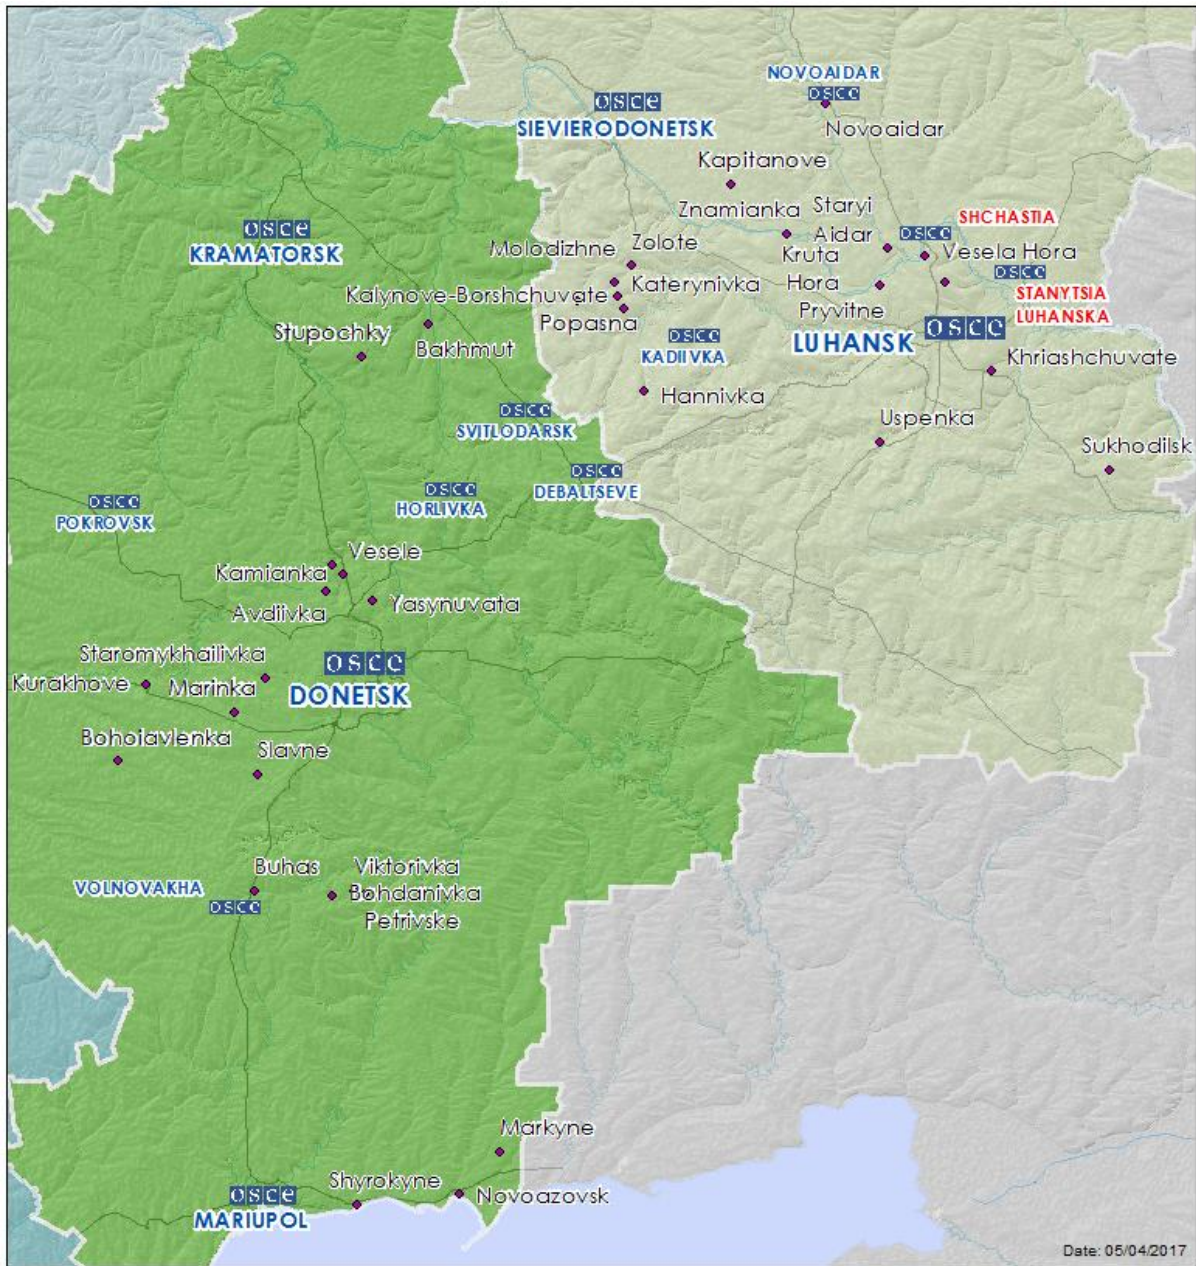 NOVOAIDAR
osce
osce
SIEVIERODONETSK
Novoaidar
Kapitanove
Znamianka
Staryi
Aidar
SHCHASTIA
osce
KRAMATORSK
osce
Vesela Hora
Molodizhne
Zolote
Kruta
Hora
osce
STANYTSIA
LUHANSKA
Kalynove-Borshchuvate
Katerynivka
Pryvitne
Popasna
osce
LUHANSK
osce
KADIIVKA
Stupochky
Bakhmut
Khriashchuvate
Hannivka
osce
SVITLODARSK
Uspenka
Sukhodilsk
osce
DEBALTSEVE
osce
HORLIVKA
osce
POKROVSK
Vesele
Kamianka
Avdiivka
Yasynuvata
Staromykhailivka
osce
DONETSK
Kurakhove
Marinka
Bohoiavlenka
Slavne
Buhas
Viktorivka
VOLNOVAKHA
osce
Bohdanivka
Petrivske
Markyne
Shyrokyne
Novoazovsk
osce
MARIUPOL
Date: 05/04/2017